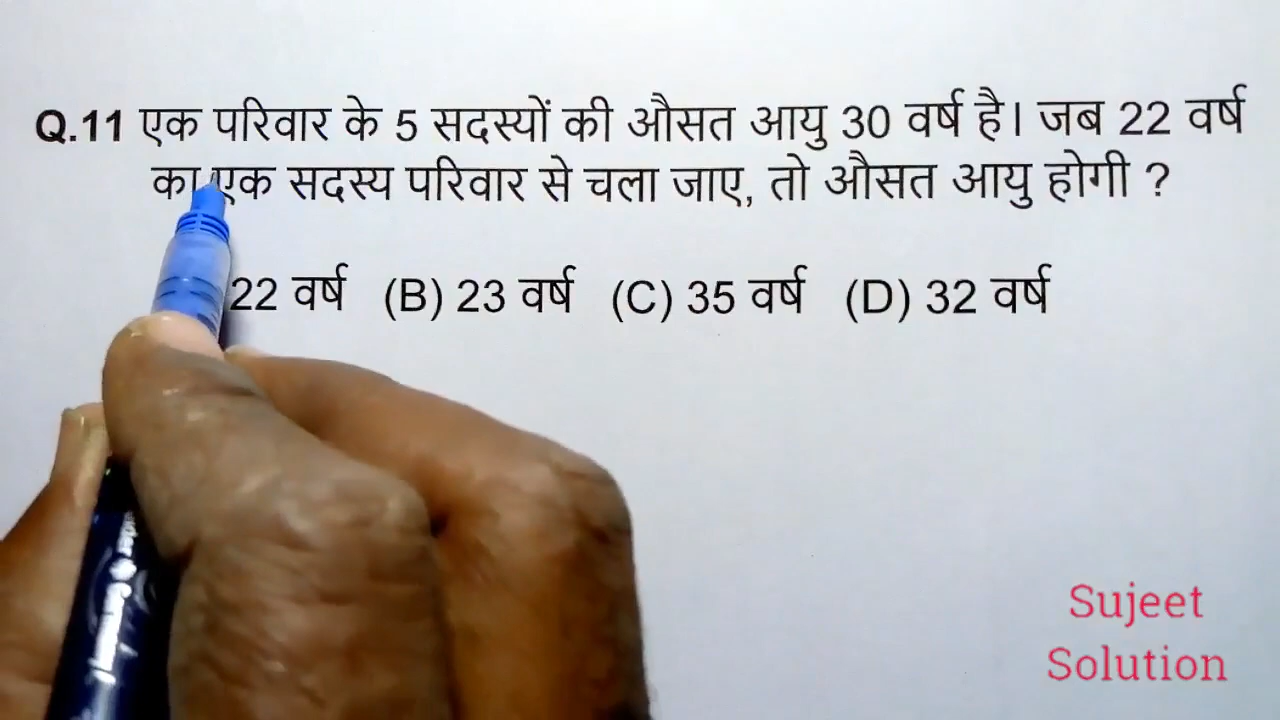 Q.11 एक परिवार के 5 सदस्यों की औसत आयु 30 वर्ष है। जब 22 वर्ष
का एक सदस्य परिवार से चला जाए, तो औसत आयु होगी ?
22 वर्ष (B) 23 वर्ष (C) 35 वर्ष (D) 32 वर्ष
Sujeet
Solution